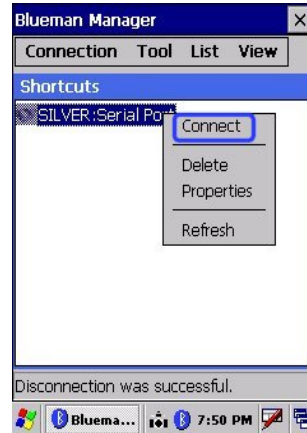 Blueman Manager
Connection Tool List View
Shortcuts
SILVER:Serial Port
Connect
Delete
Properties
Refresh
Disconnection was successful.
Bluema... 7:50 PM